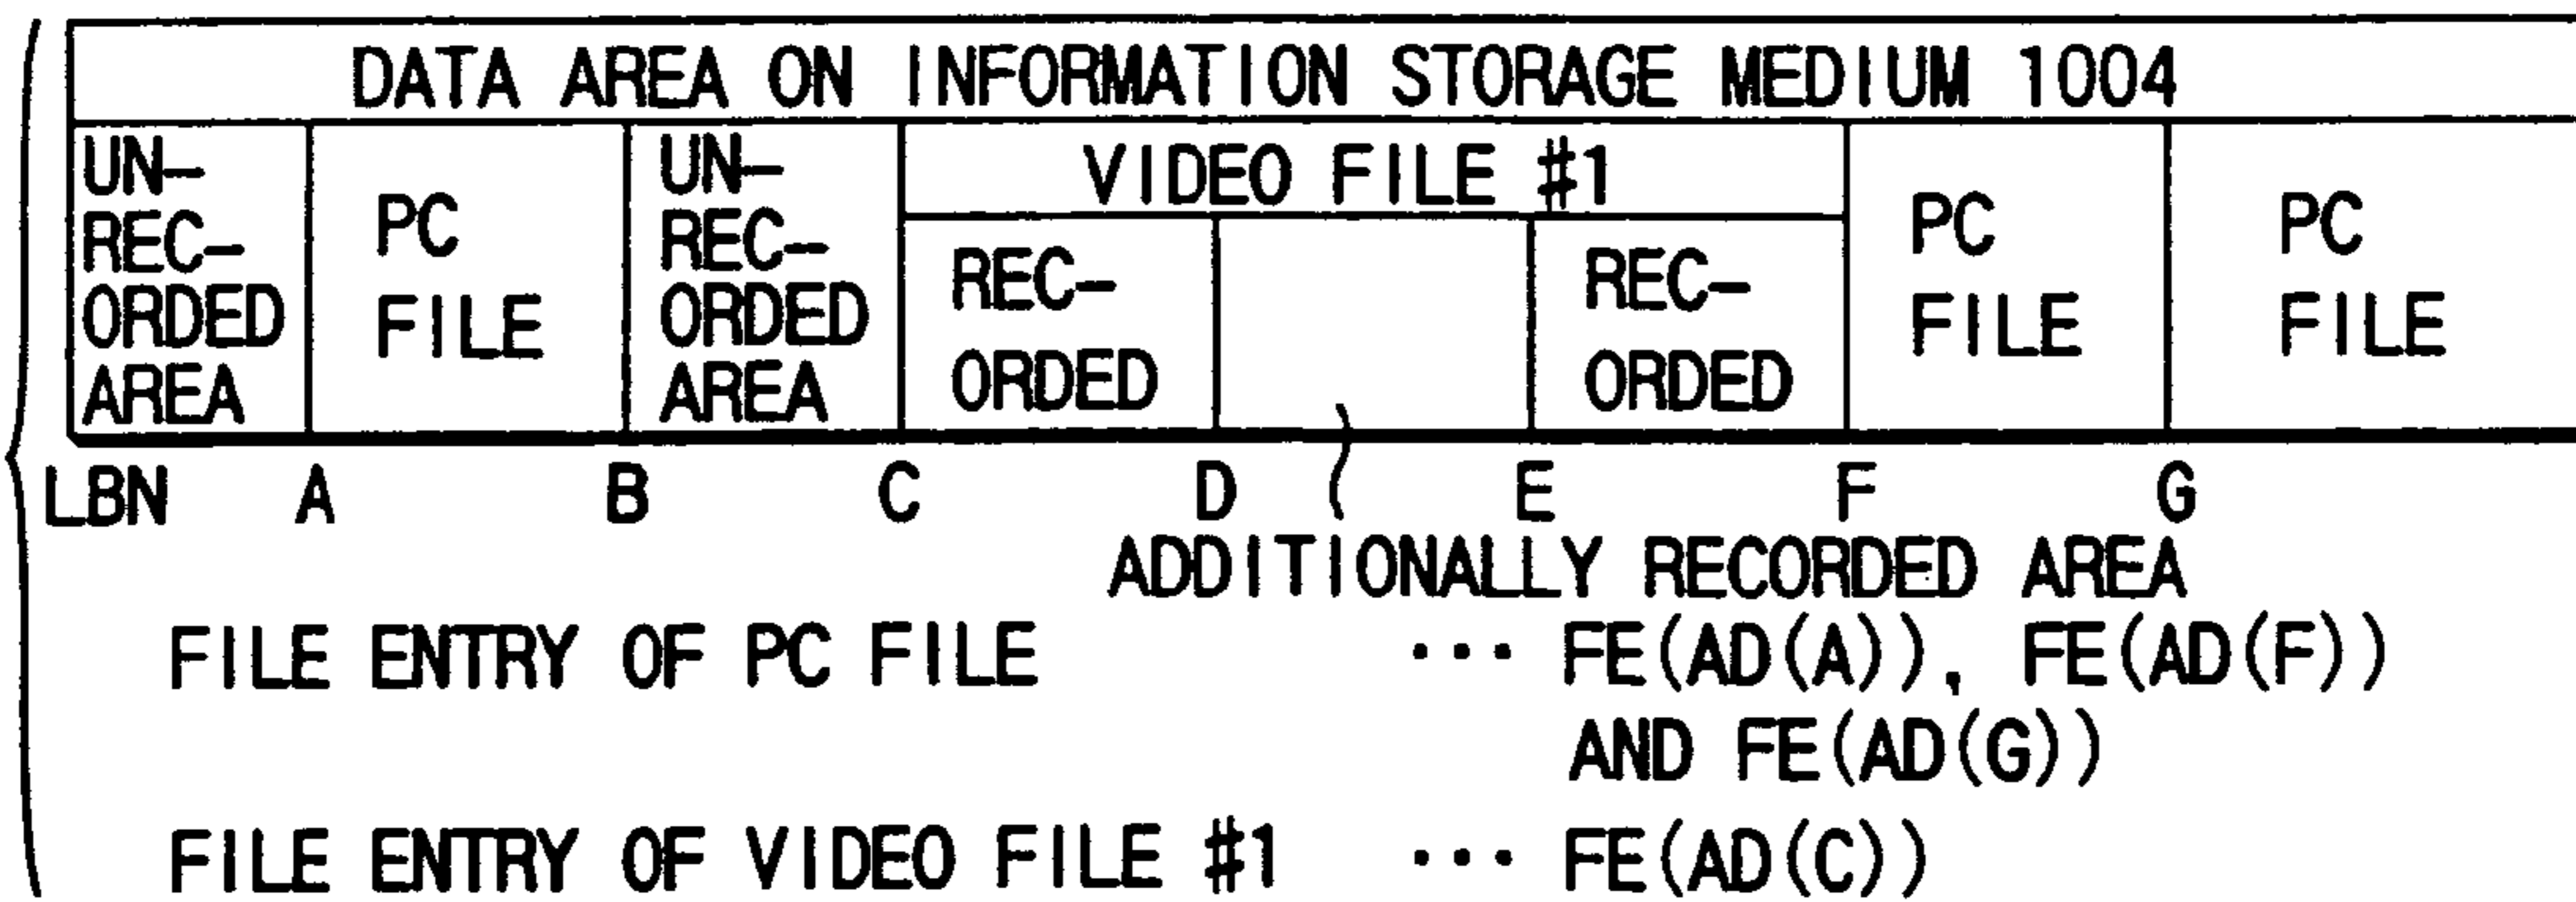 DATA AREA ON INFORMATION STORAGE MEDIUM 1004
UN-
REC-
ORDED
AREA
PC
FILE
UN-
REC-
ORDED
AREA
VIDEO FILE #1
REC-
ORDED
REC-
ORDED
PC
FILE
PC
FILE
LBN A B C D E F G
ADDITIONALLY RECORDED AREA
FILE ENTRY OF PC FILE ··· FE(AD(A)), FE(AD(F))
AND FE(AD(G))
FILE ENTRY OF VIDEO FILE #1 ··· FE(AD(C))